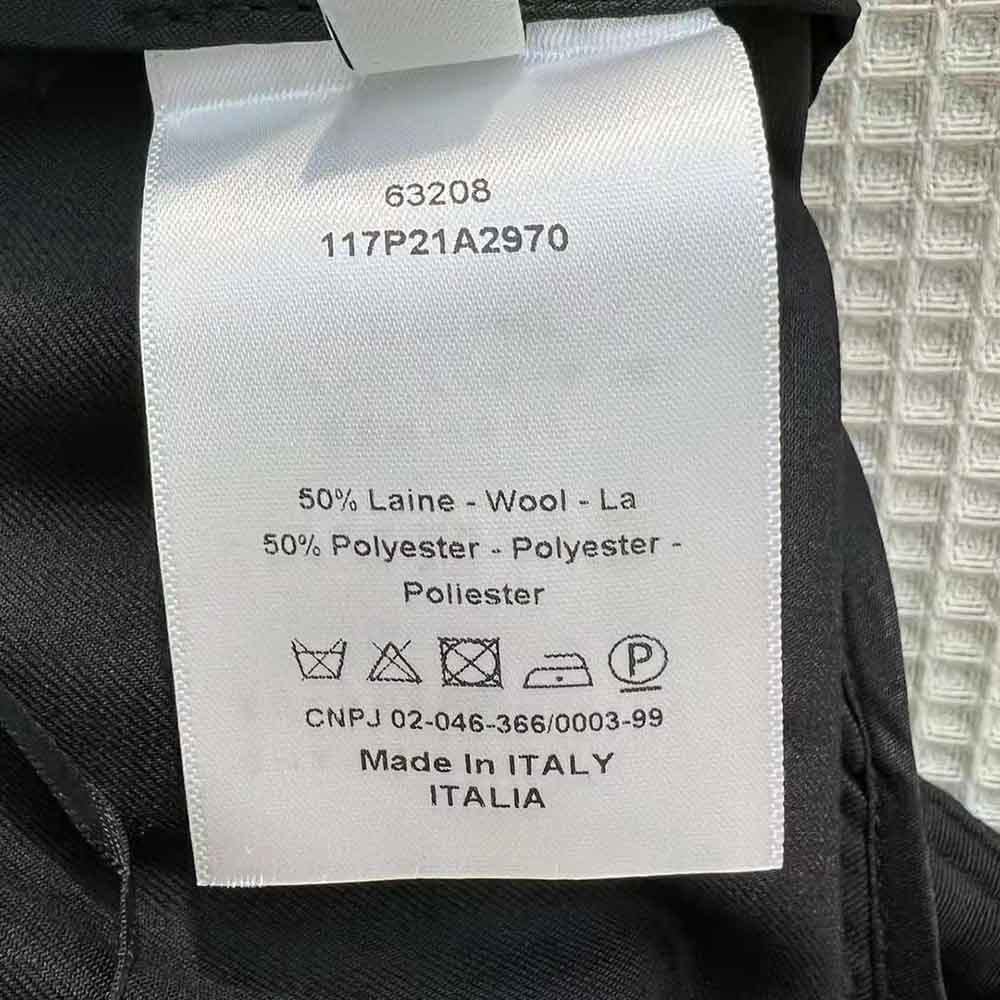 63208
117P21A2970
50% Laine - Wool - La
50% Polyester - Polyester -
Poliester
P
CNPJ 02-046-366/0003-99
Made In ITALY
ITALIA